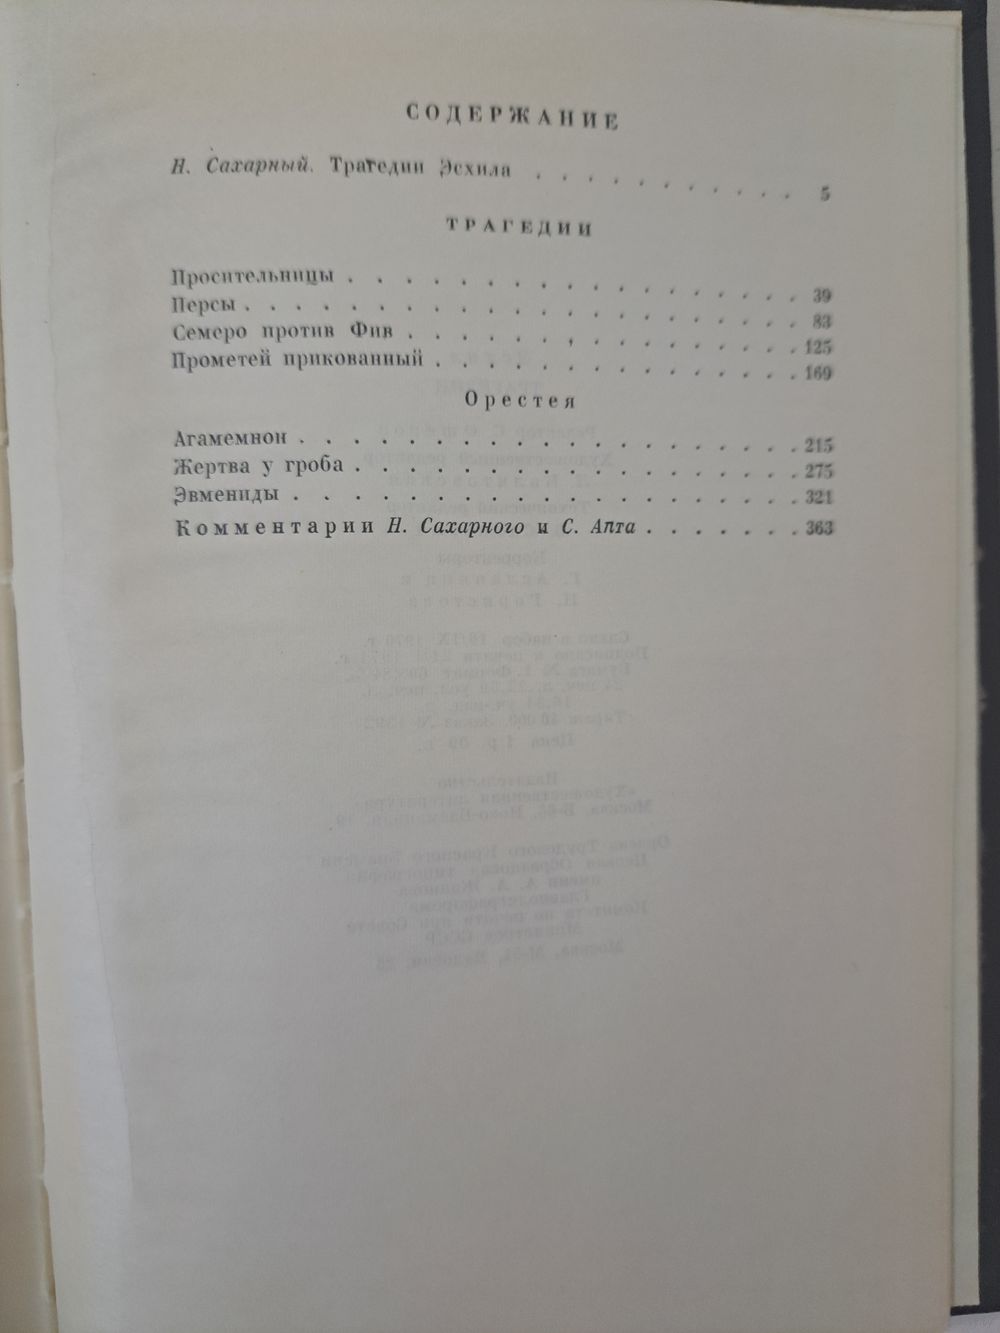 СОДЕРЖАНИЕ
Н. Сахарный. Трагедии Эсхила . . . . . . . . . . 5
ТРАГЕДИИ
Просительницы . . . . . . . . . . . . . . . . . 39
Персы . . . . . . . . . . . . . . . . . . . . . 83
Семеро против Фив . . . . . . . . . . . . . . . 125
Прометей прикованный . . . . . . . . . . . . . . 169
Орестея
Агамемнон . . . . . . . . . . . . . . . . . . . 215
Жертва у гроба . . . . . . . . . . . . . . . . . 275
Эвмениды . . . . . . . . . . . . . . . . . . . . 321
Комментарии Н. Сахарного и С. Апта . . . . . . . 363